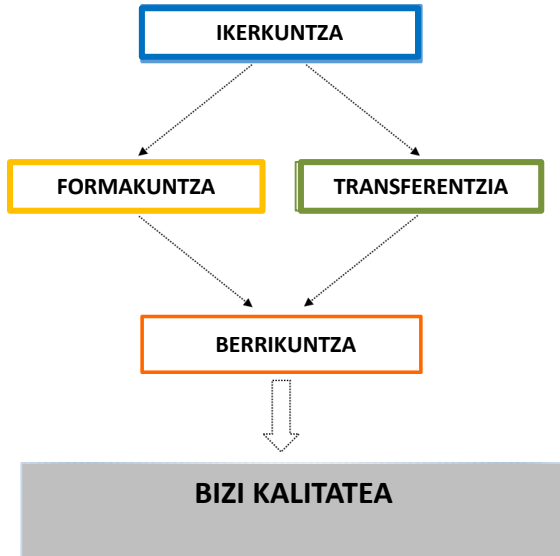 IKERKUNTZA
FORMAKUNTZA
TRANSFERENTZIA
BERRIKUNTZA
BIZI KALITATEA